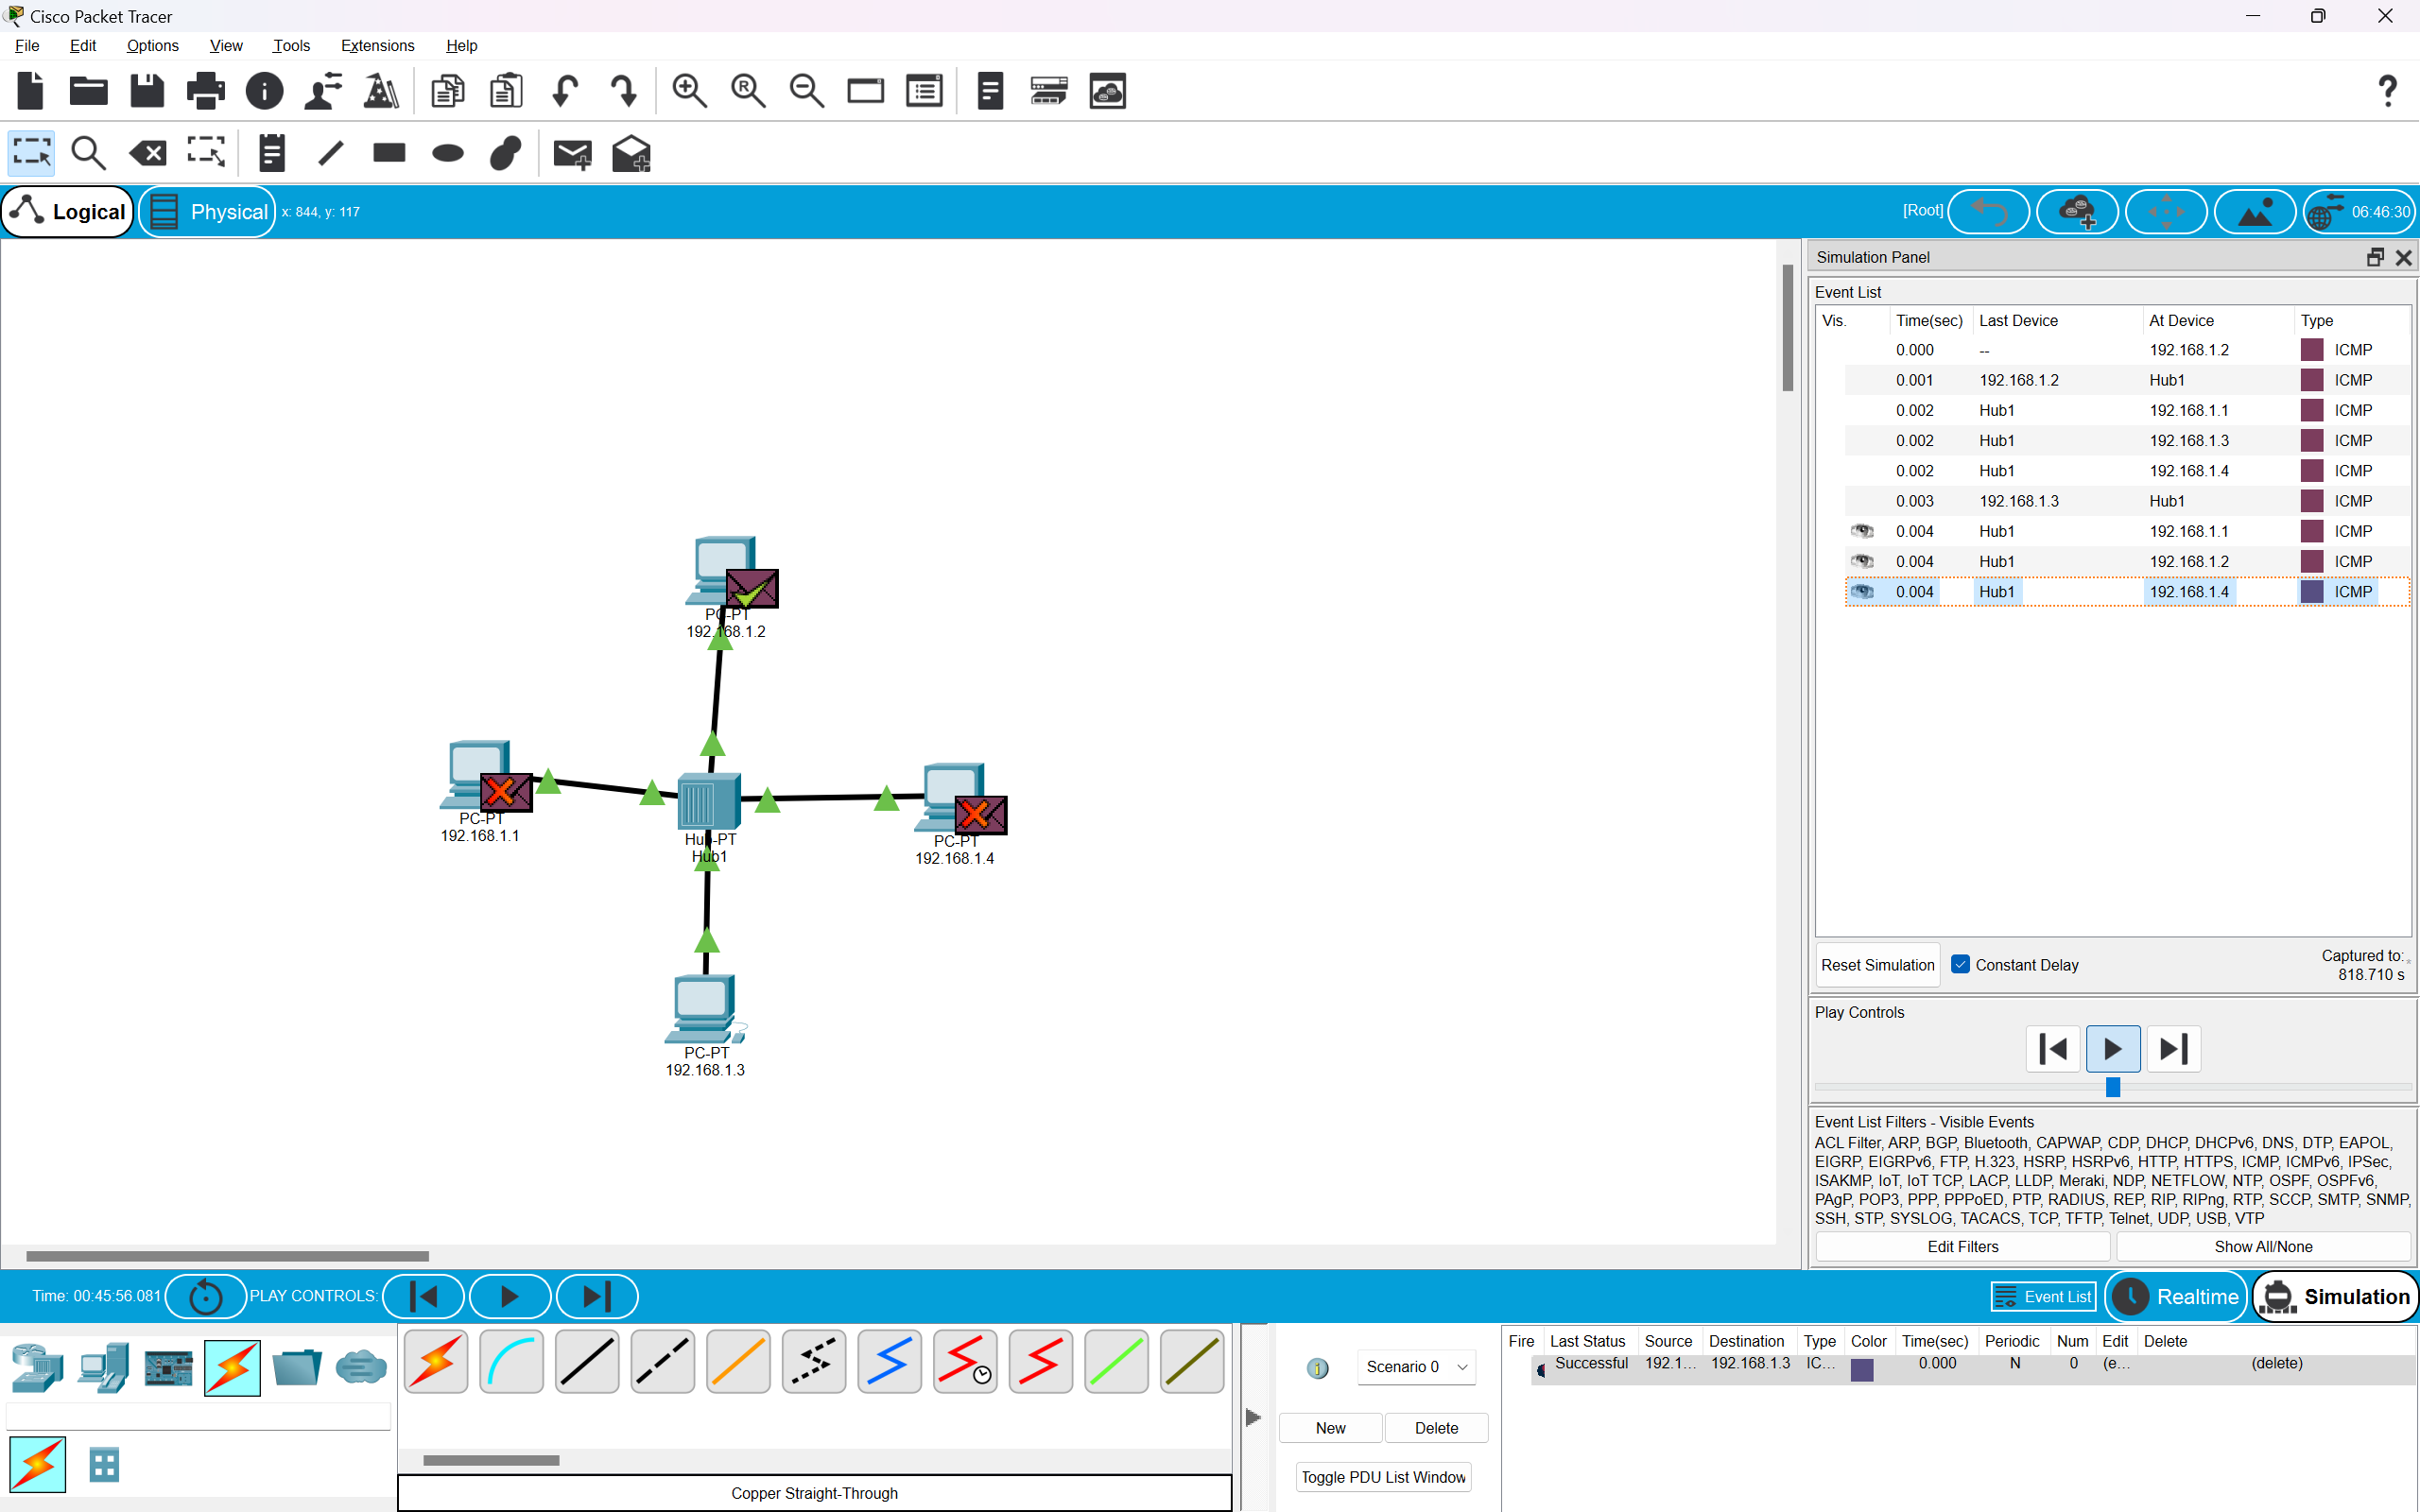 Cisco Packet Tracer
File Edit Options View Tools Extensions Help
Logical Physical x: 844, y: 117 [Root] 06:46:30
Simulation Panel
Event List
Vis. Time(sec) Last Device At Device Type
0.000 -- 192.168.1.2 ICMP
0.001 192.168.1.2 Hub1 ICMP
0.002 Hub1 192.168.1.1 ICMP
0.002 Hub1 192.168.1.3 ICMP
0.002 Hub1 192.168.1.4 ICMP
0.003 192.168.1.3 Hub1 ICMP
0.004 Hub1 192.168.1.1 ICMP
0.004 Hub1 192.168.1.2 ICMP
0.004 Hub1 192.168.1.4 ICMP
PC-PT
192.168.1.2
PC-PT
192.168.1.1
Hub-PT
Hub1
PC-PT
192.168.1.4
PC-PT
192.168.1.3
Reset Simulation Constant Delay Captured to:
818.710 s
Play Controls
Event List Filters - Visible Events
ACL Filter, ARP, BGP, Bluetooth, CAPWAP, CDP, DHCP, DHCPv6, DNS, DTP, EAPOL,
EIGRP, EIGRPv6, FTP, H.323, HSRP, HSRPv6, HTTP, HTTPS, ICMP, ICMPv6, IPSec,
ISAKMP, IoT, IoT TCP, LACP, LLDP, Meraki, NDP, NETFLOW, NTP, OSPF, OSPFv6,
PAgP, POP3, PPP, PPPoED, PTP, RADIUS, REP, RIP, RIPng, RTP, SCCP, SMTP, SNMP,
SSH, STP, SYSLOG, TACACS, TCP, TFTP, Telnet, UDP, USB, VTP
Edit Filters Show All/None
Time: 00:45:56.081 PLAY CONTROLS: Event List Realtime Simulation
Scenario 0
New Delete
Toggle PDU List Window
Copper Straight-Through
Fire Last Status Source Destination Type Color Time(sec) Periodic Num Edit Delete
Successful 192.1... 192.168.1.3 IC... 0.000 N 0 (e... (delete)